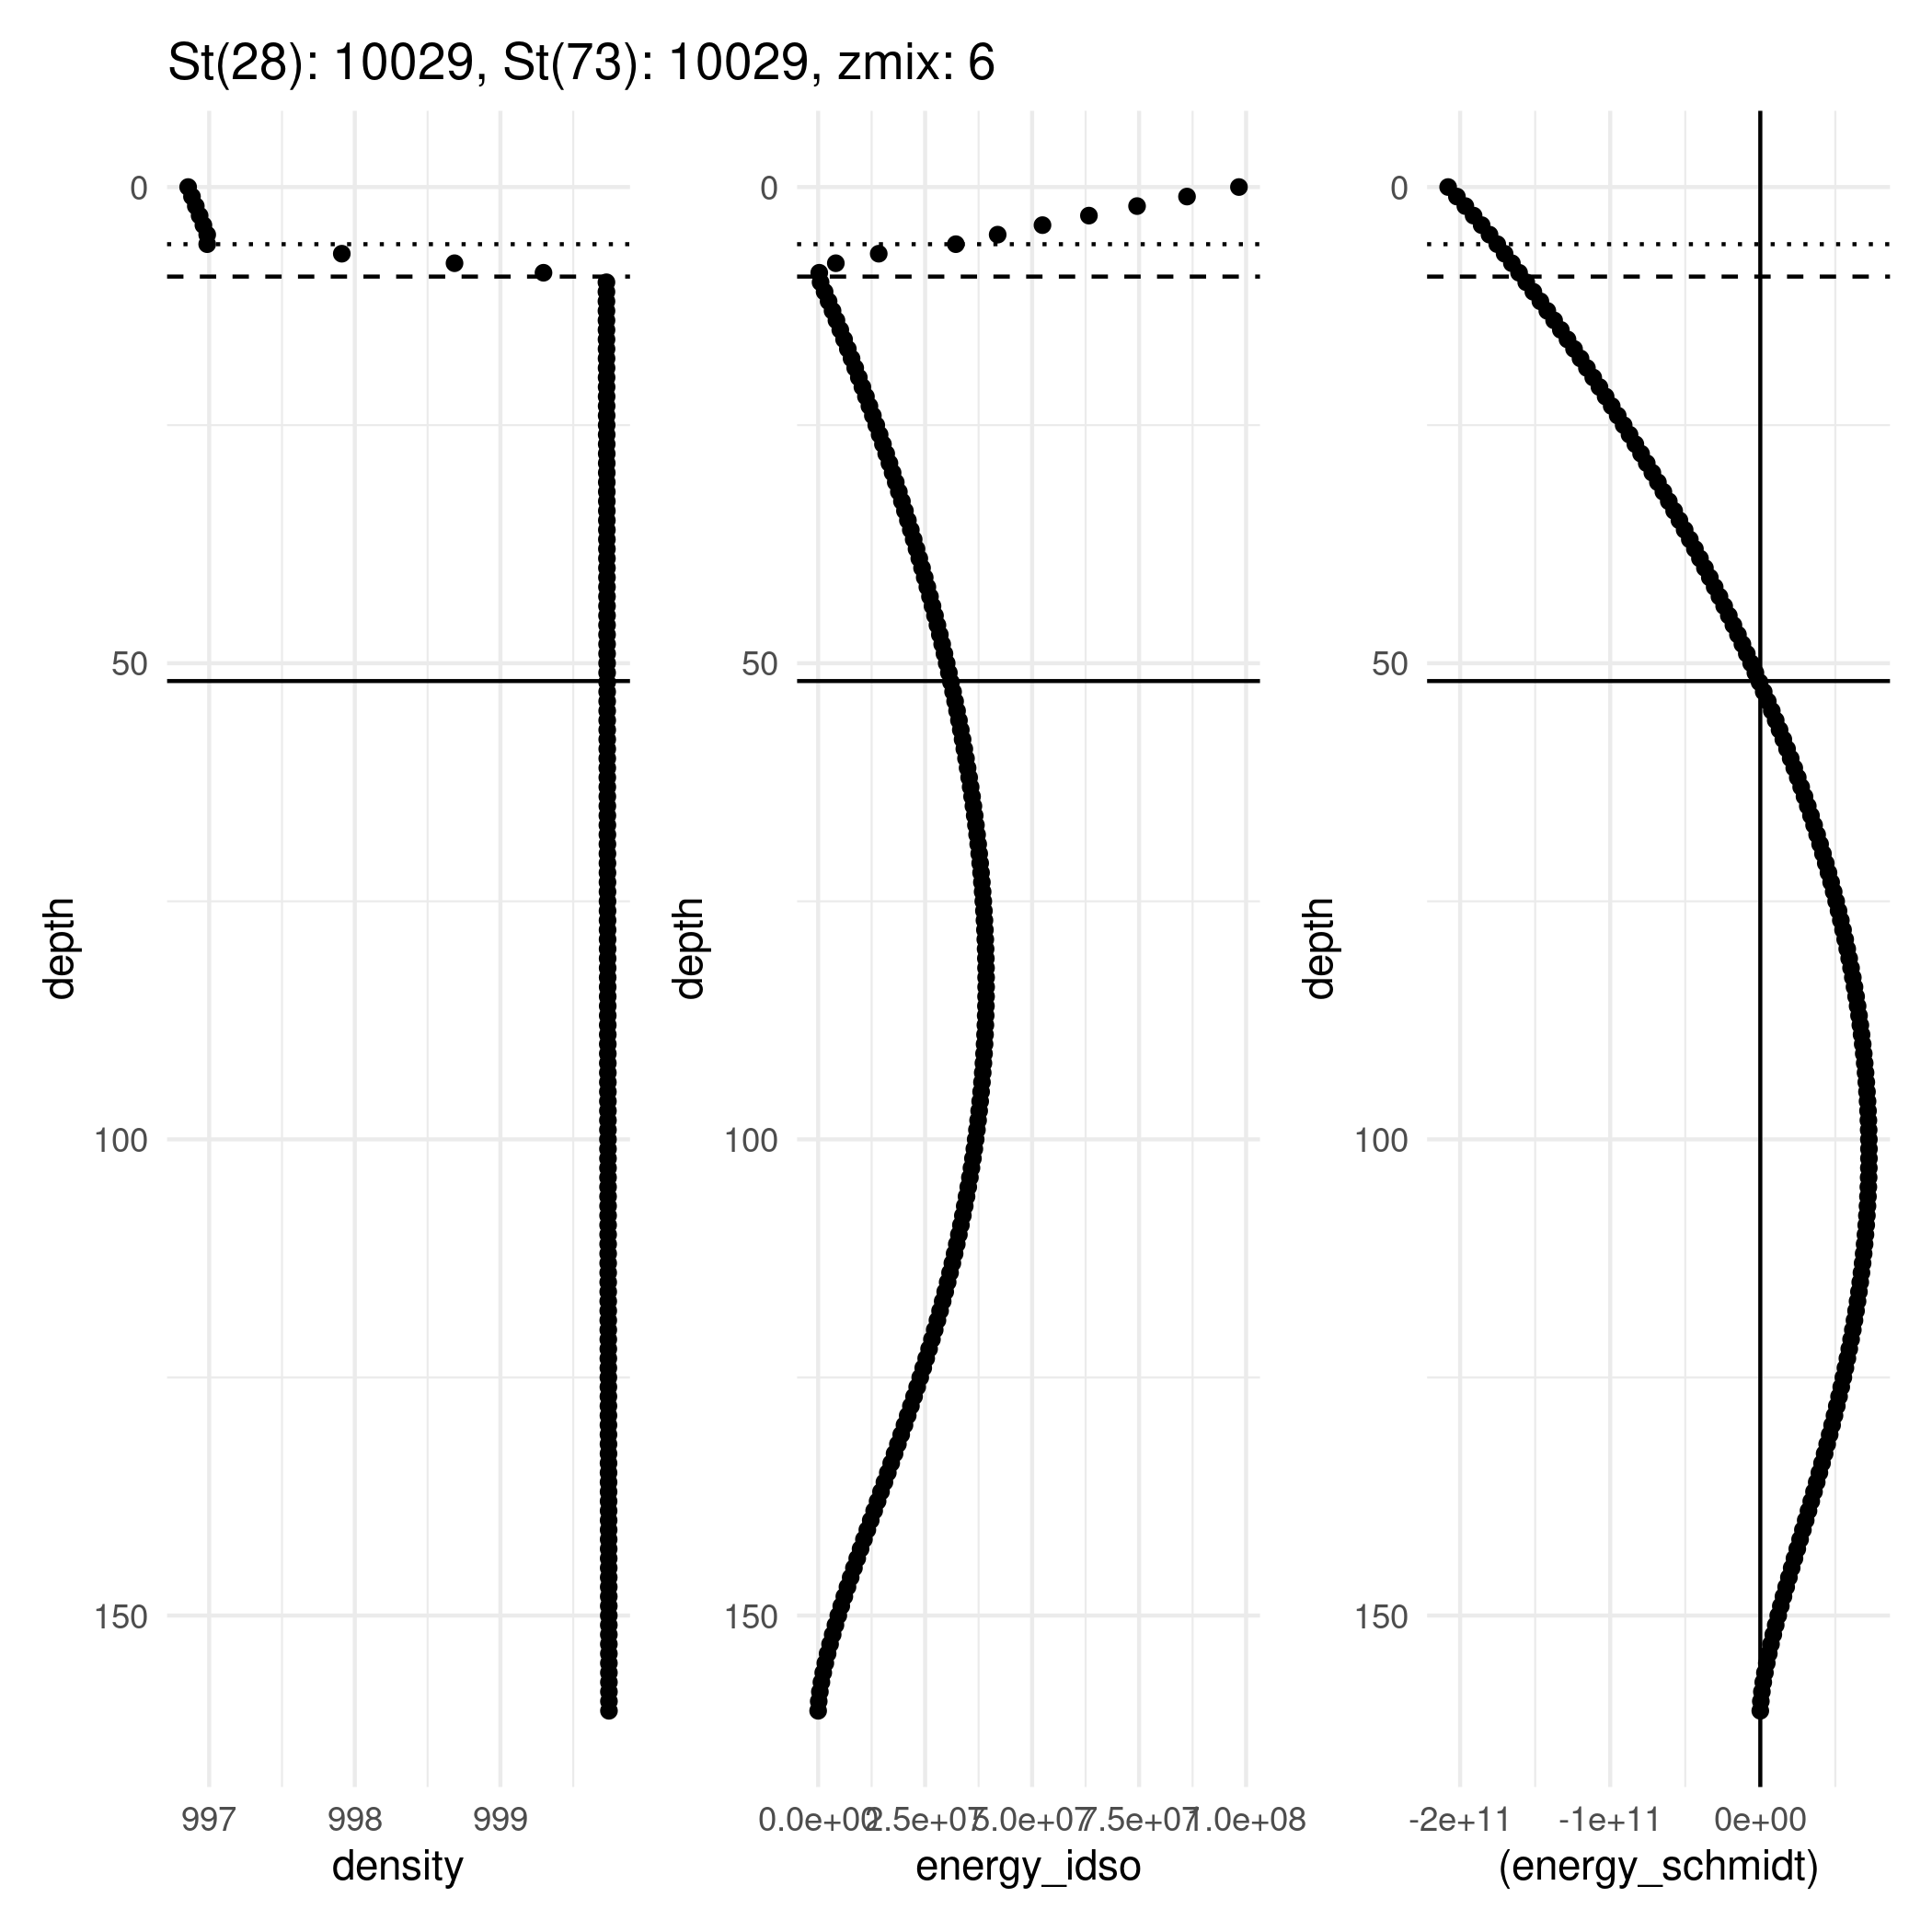 St(28): 10029, St(73): 10029, zmix: 6
0
50
100
150
depth
997
998
999
density
0
50
100
150
depth
0.0e+00
2.5e+07
5.0e+07
7.5e+07
1.0e+08
energy_idso
0
50
100
150
depth
-2e+11
-1e+11
0e+00
(energy_schmidt)